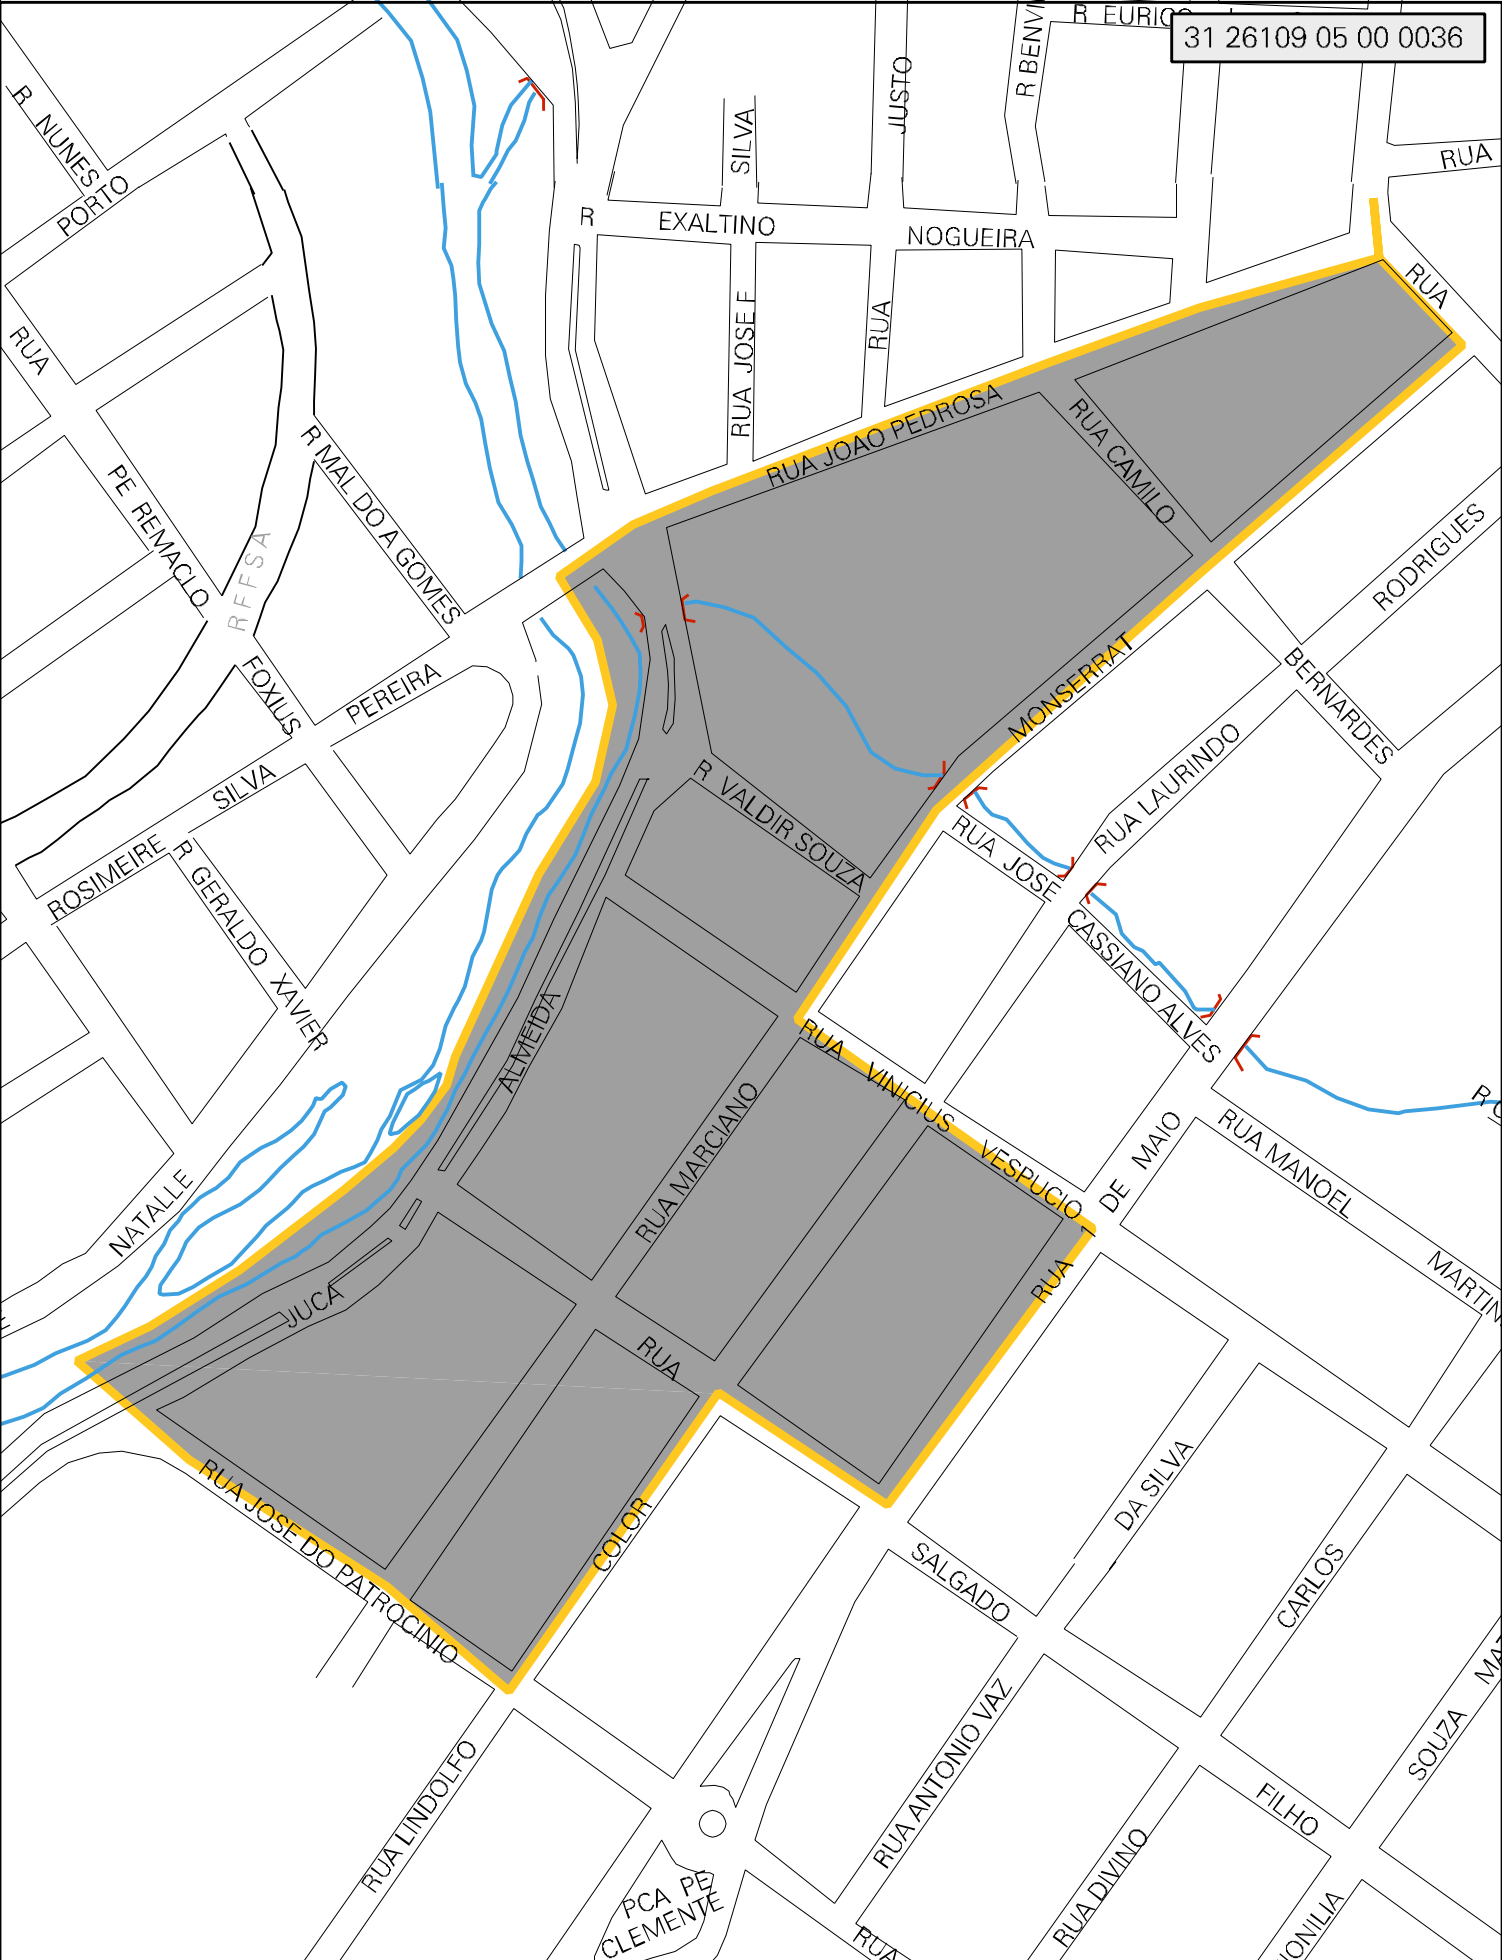 R EURICO
31 26109 05 00 0036
R BENVI
JUSTO
SILVA
R NUNES
PORTO
RUA
R EXALTINO NOGUEIRA
RUA
RUA
RUA JOSE F
RUA
RUA JOAO PEDROSA
RUA CAMILO
R MALDO A GOMES
PE REMACLO
RFFSA
RODRIGUES
FOXIUS
PEREIRA
MONSERRAT
BERNARDES
SILVA
R VALDIR SOUZA
RUA LAURINDO
ROSIMEIRE
R GERALDO XAVIER
RUA JOSE
CASSIANO ALVES
ALMEIDA
RUA VINICIUS VESPUCIO
RUA MARCIANO
DE MAIO
RUA MANOEL
MARTIN
NATALLE
RUA 1
JUCA
RUA
RUA JOSE DO PATROCINIO
COLOR
DA SILVA
SALGADO
CARLOS
RUA LINDOLFO
RUA ANTONIO VAZ
SOUZA
FILHO
RUA DIVINO
PCA PE
CLEMENTE
RUA